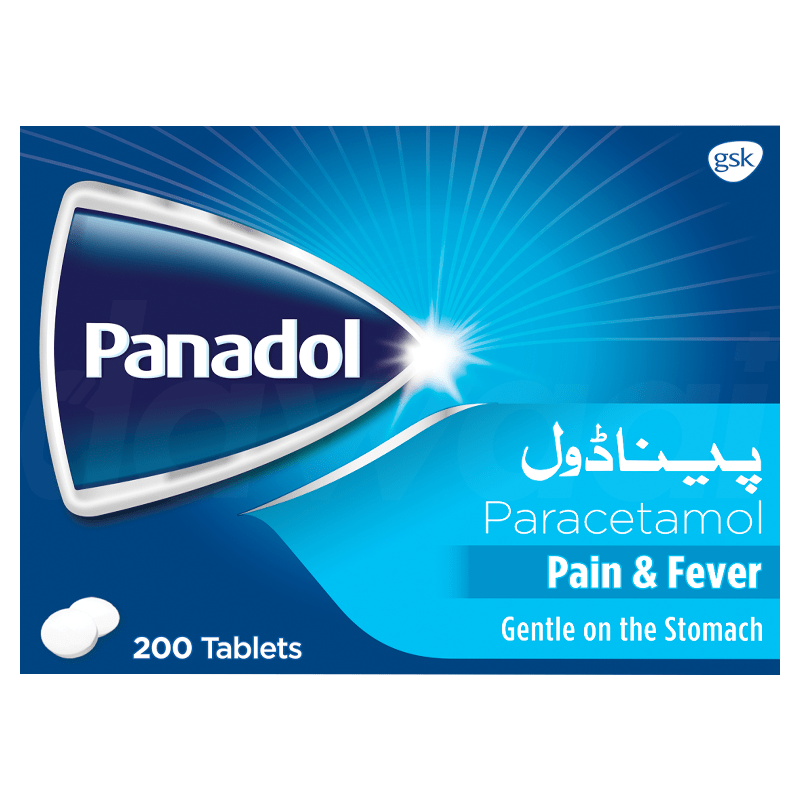 gsk
Panadol
پیناڈول
Paracetamol
Pain & Fever
Gentle on the Stomach
200 Tablets